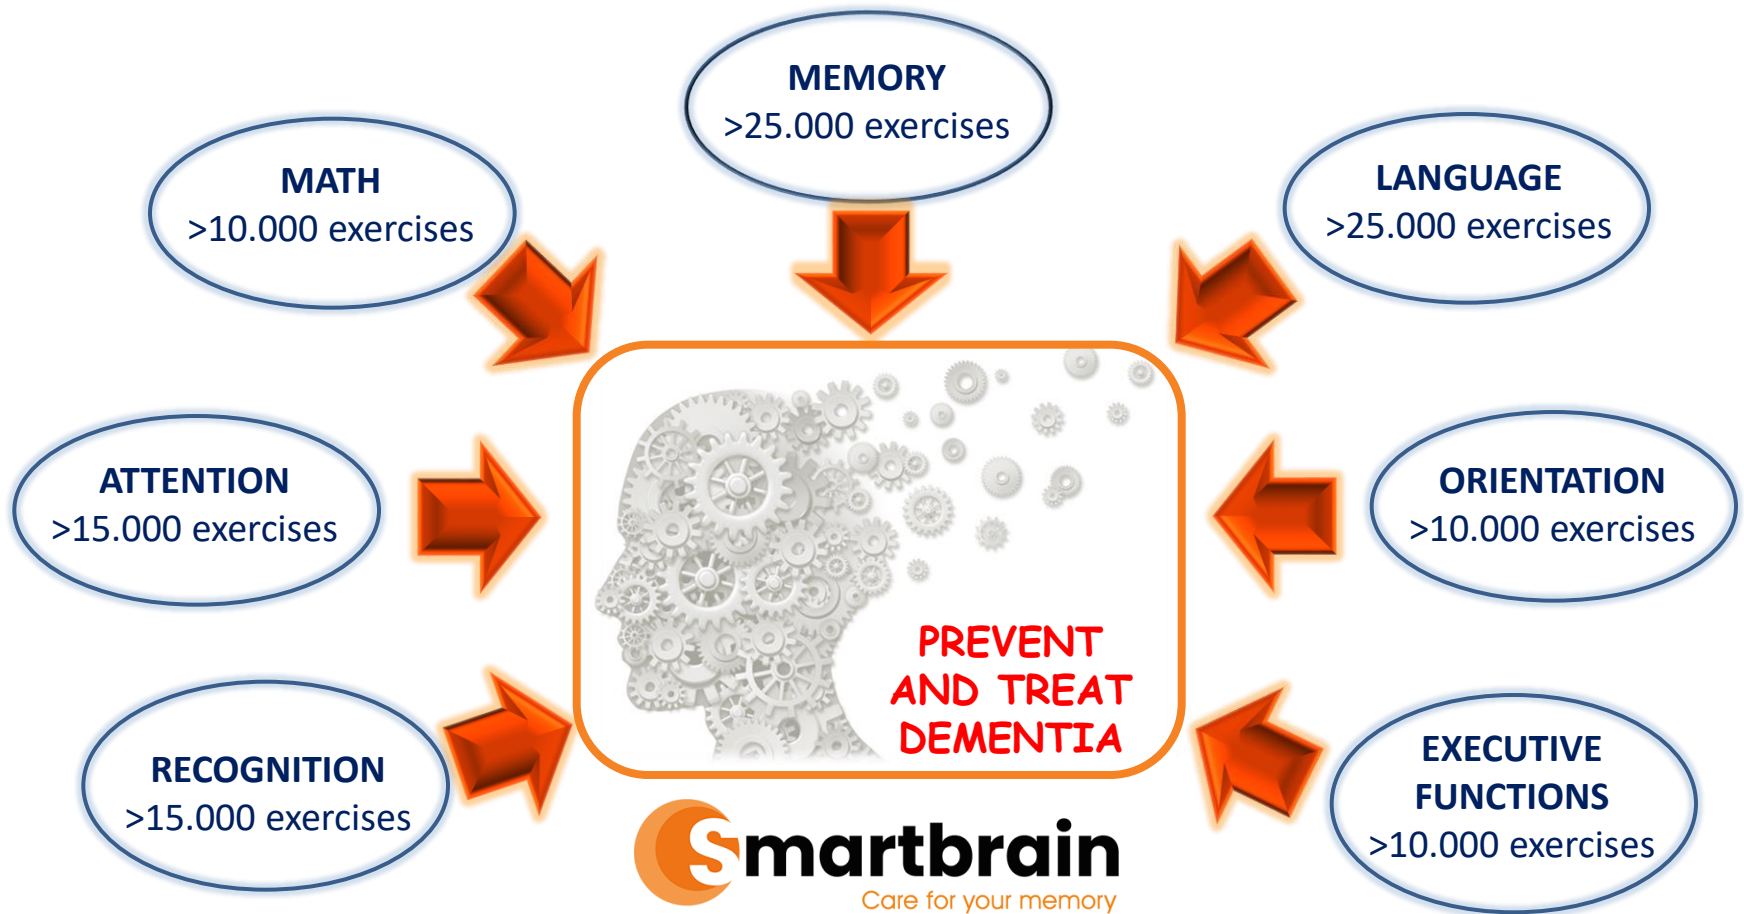 MEMORY
>25.000 exercises
MATH
>10.000 exercises
LANGUAGE
>25.000 exercises
ATTENTION
>15.000 exercises
ORIENTATION
>10.000 exercises
RECOGNITION
>15.000 exercises
EXECUTIVE
FUNCTIONS
>10.000 exercises
PREVENT
AND TREAT
DEMENTIA
Smartbrain
Care for your memory